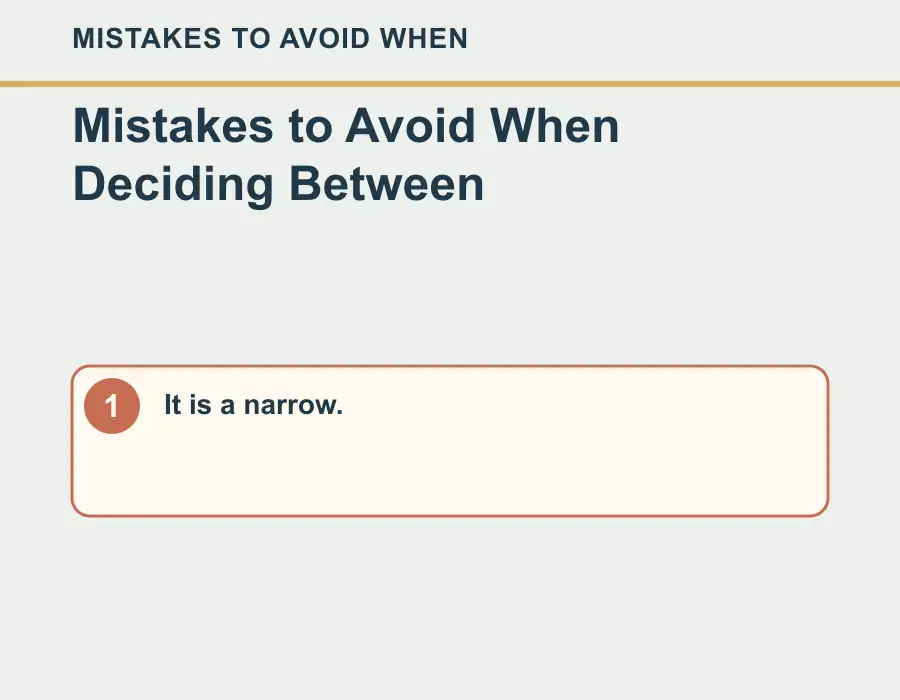 MISTAKES TO AVOID WHEN
Mistakes to Avoid When
Deciding Between
1 It is a narrow.